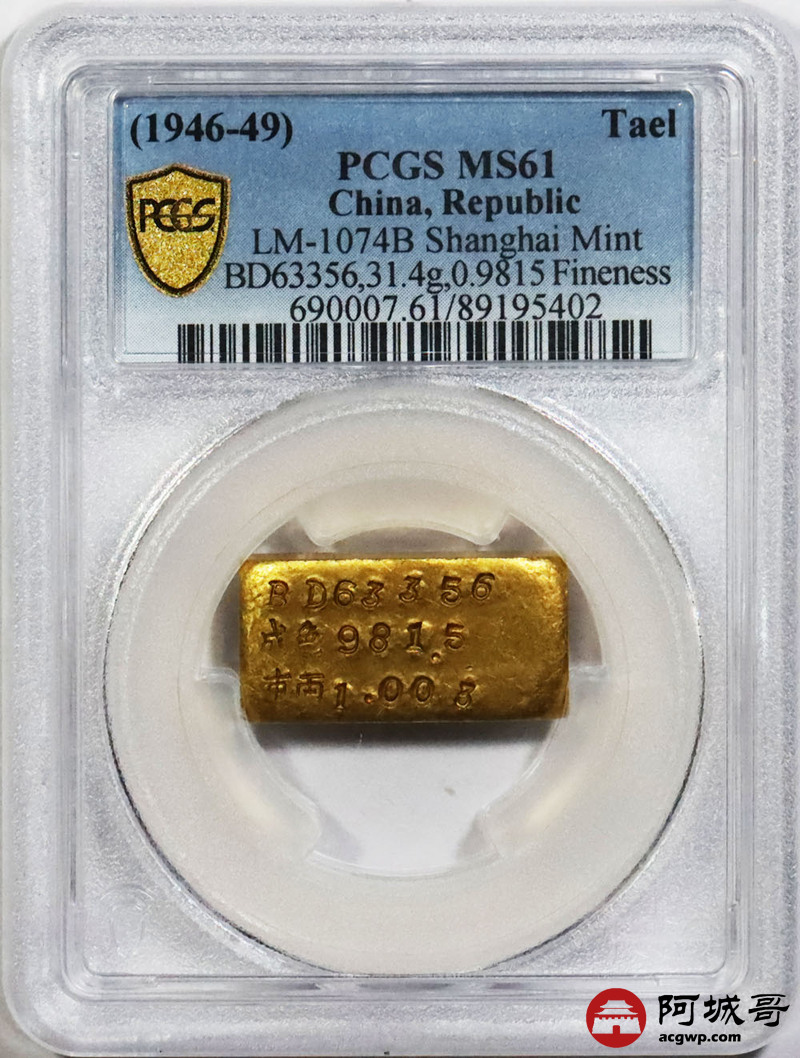 (1946-49) Tael
PCGS MS61
PCGS
China, Republic
LM-1074B Shanghai Mint
BD63356,31.4g,0.9815 Fineness
690007.61/89195402
BD63356
成色981.5
市两1.003
阿城哥
acgwp.com